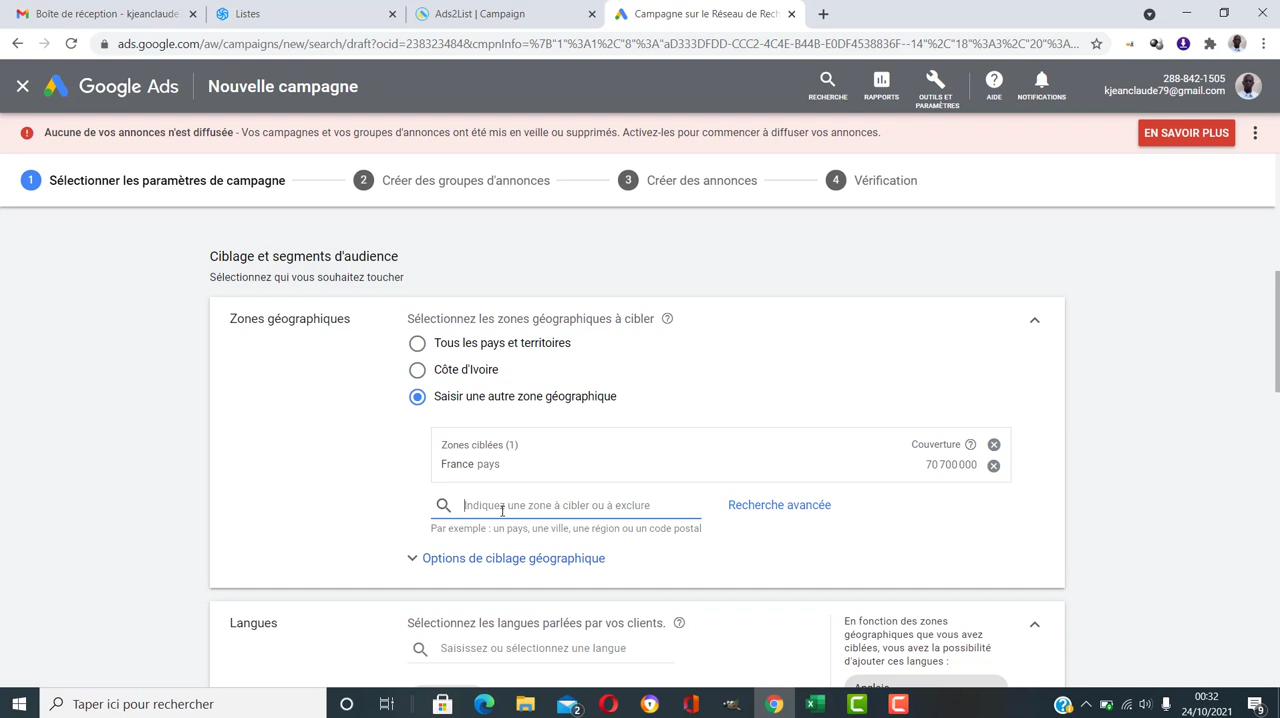 Boîte de réception - kjeanclaude
Listes
Ads2List | Campaign
Campagne sur le Réseau de Rech
ads.google.com/aw/campaigns/new/search/draft?ocid=238323484&cmpnInfo=%7B"1"%3A1%2C"8"%3A"aD333DFDD-CCC2-4C4E-B44B-E0DF4538836F--14"%2C"18"%3A3%2C"20"%3A...
Google Ads
Nouvelle campagne
RECHERCHE
RAPPORTS
OUTILS ET PARAMÈTRES
AIDE
NOTIFICATIONS
288-842-1505
kjeanclaude79@gmail.com
Aucune de vos annonces n'est diffusée - Vos campagnes et vos groupes d'annonces ont été mis en veille ou supprimés. Activez-les pour commencer à diffuser vos annonces.
EN SAVOIR PLUS
1 Sélectionner les paramètres de campagne
2 Créer des groupes d'annonces
3 Créer des annonces
4 Vérification
Ciblage et segments d'audience
Sélectionnez qui vous souhaitez toucher
Zones géographiques
Sélectionnez les zones géographiques à cibler
Tous les pays et territoires
Côte d'Ivoire
Saisir une autre zone géographique
Zones ciblées (1)
Couverture
France pays
70 700 000
Indiquez une zone à cibler ou à exclure
Recherche avancée
Par exemple : un pays, une ville, une région ou un code postal
Options de ciblage géographique
Langues
Sélectionnez les langues parlées par vos clients.
Saisissez ou sélectionnez une langue
En fonction des zones
géographiques que vous avez
ciblées, vous avez la possibilité
d'ajouter ces langues :
Anglais
Taper ici pour rechercher
2
00:32
24/10/2021
9